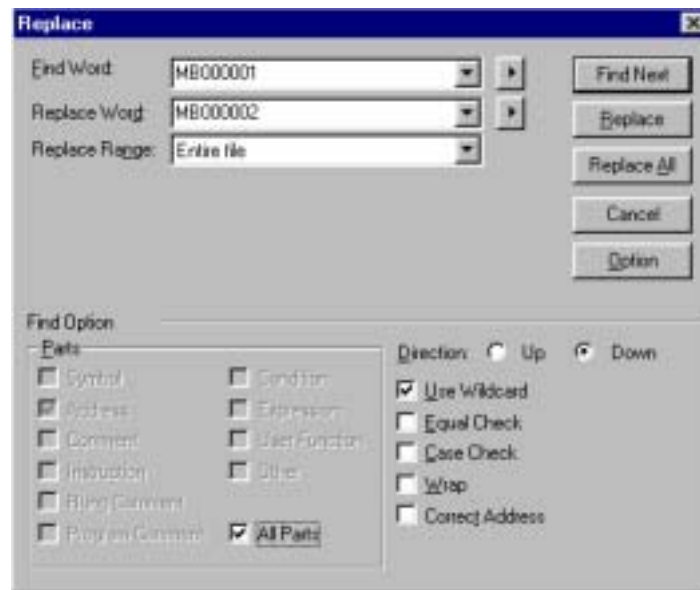 Replace
Find Word: MB000001 Find Next
Replace Word: MB000002 Replace
Replace Range: Entire file Replace All
Cancel
Option
Find Option
Parts
Direction: Up Down
Symbol Condition
Use Wildcard
Address Expression
Equal Check
Comment User Function
Case Check
Instruction Other
Wrap
Rung Comment
Correct Address
Program Comment All Parts